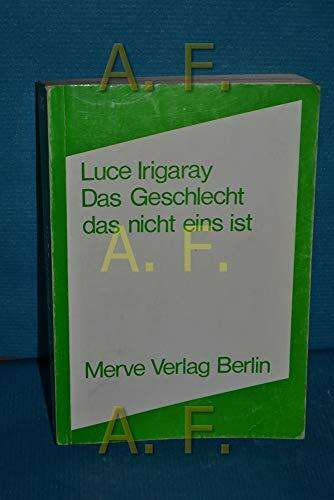 A. F.
Luce Irigaray
Das Geschlecht
das nicht eins ist
A. F.
Merve Verlag Berlin
A. F.